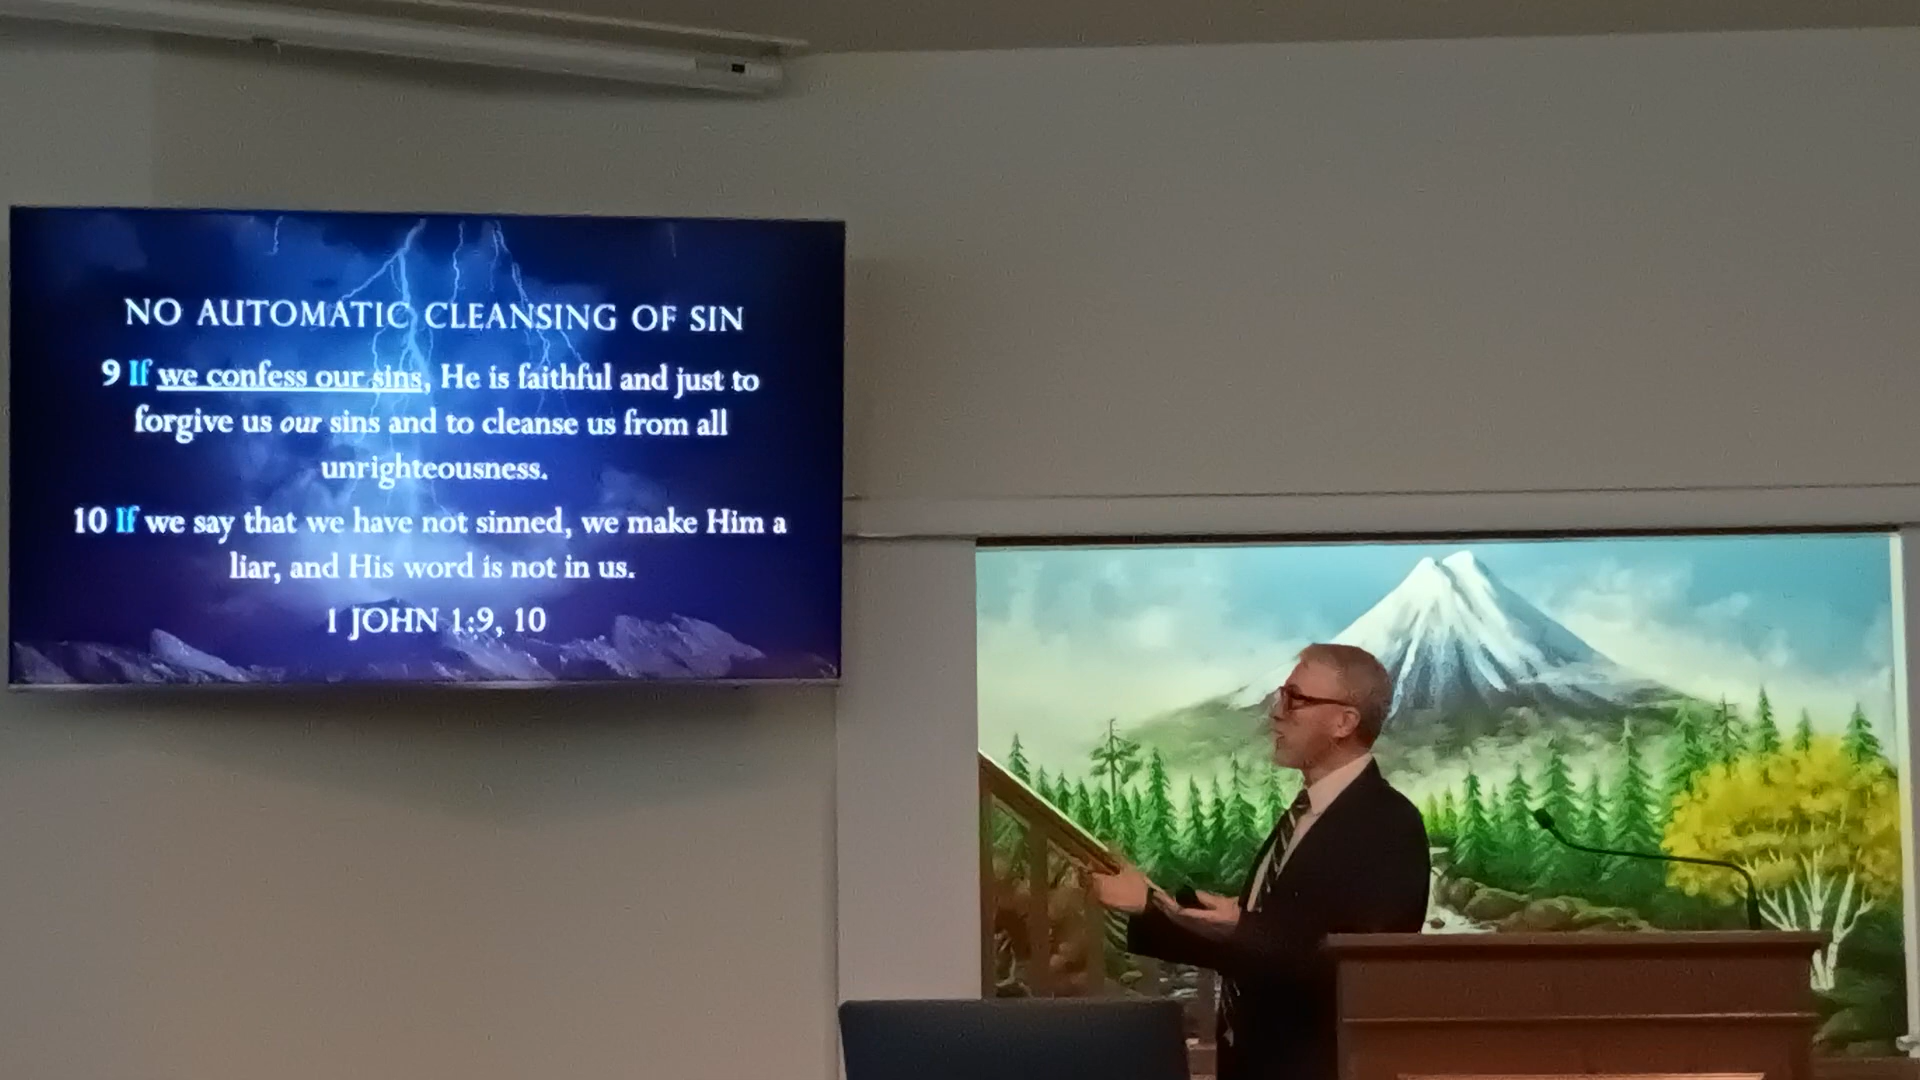 NO AUTOMATIC CLEANSING OF SIN
9 If we confess our sins, He is faithful and just to
forgive us our sins and to cleanse us from all
unrighteousness.
10 If we say that we have not sinned, we make Him a
liar, and His word is not in us.
1 JOHN 1:9, 10